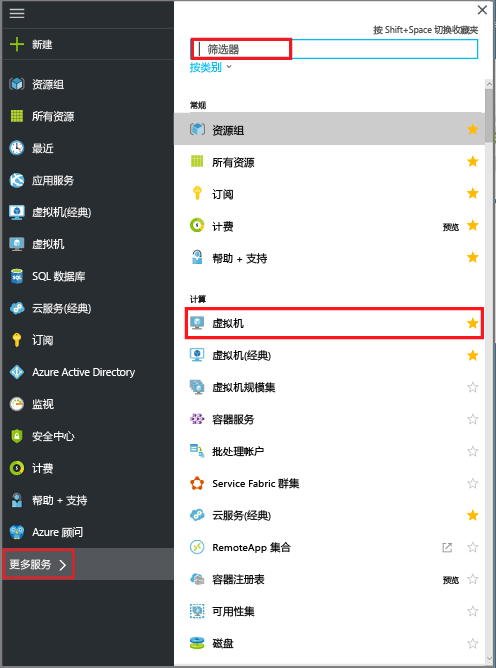 新建
资源组
所有资源
最近
应用服务
虚拟机(经典)
虚拟机
SQL 数据库
云服务(经典)
订阅
Azure Active Directory
监视
安全中心
计费
帮助 + 支持
Azure 顾问
更多服务
按 Shift+Space 切换收藏夹
筛选器
按类别
常规
资源组
所有资源
订阅
计费 预览
帮助 + 支持
计算
虚拟机
虚拟机(经典)
虚拟机规模集
容器服务
批处理帐户
Service Fabric 群集
云服务(经典)
RemoteApp 集合
容器注册表 预览
可用性集
磁盘